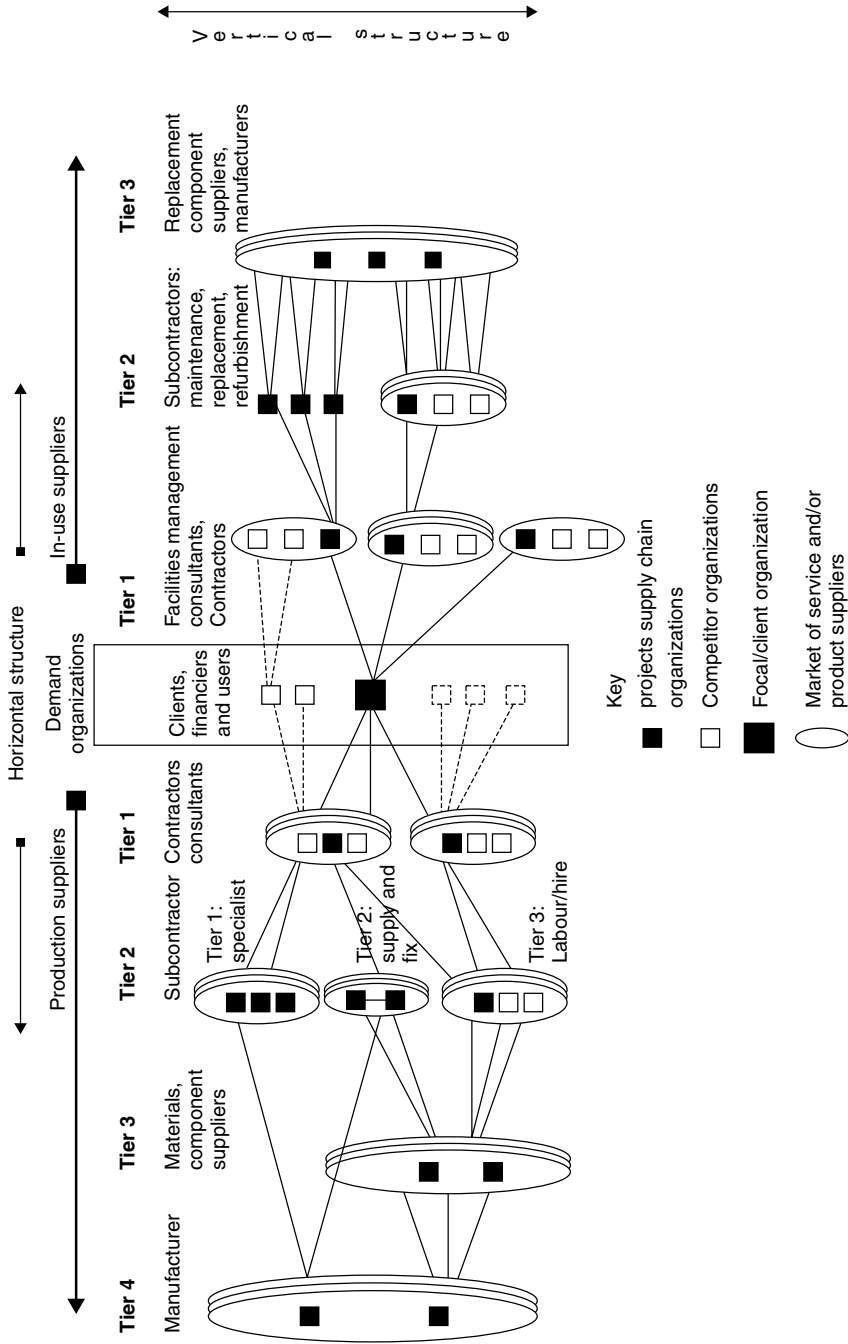 Horizontal structure
Production suppliers
Demand
organizations
In-use suppliers
Tier 4
Manufacturer
Tier 3
Materials,
component
suppliers
Tier 2
Subcontractor
Tier 1
Contractors
consultants
Clients,
financiers
and users
Tier 1
Facilities management
consultants,
Contractors
Tier 2
Subcontractors:
maintenance,
replacement,
refurbishment
Tier 3
Replacement
component
suppliers,
manufacturers
Tier 1:
specialist
Tier 2:
supply and
fix
Tier 3:
Labour/hire
Vertical structure
Key
projects supply chain
organizations
Competitor organizations
Focal/client organization
Market of service and/or
product suppliers